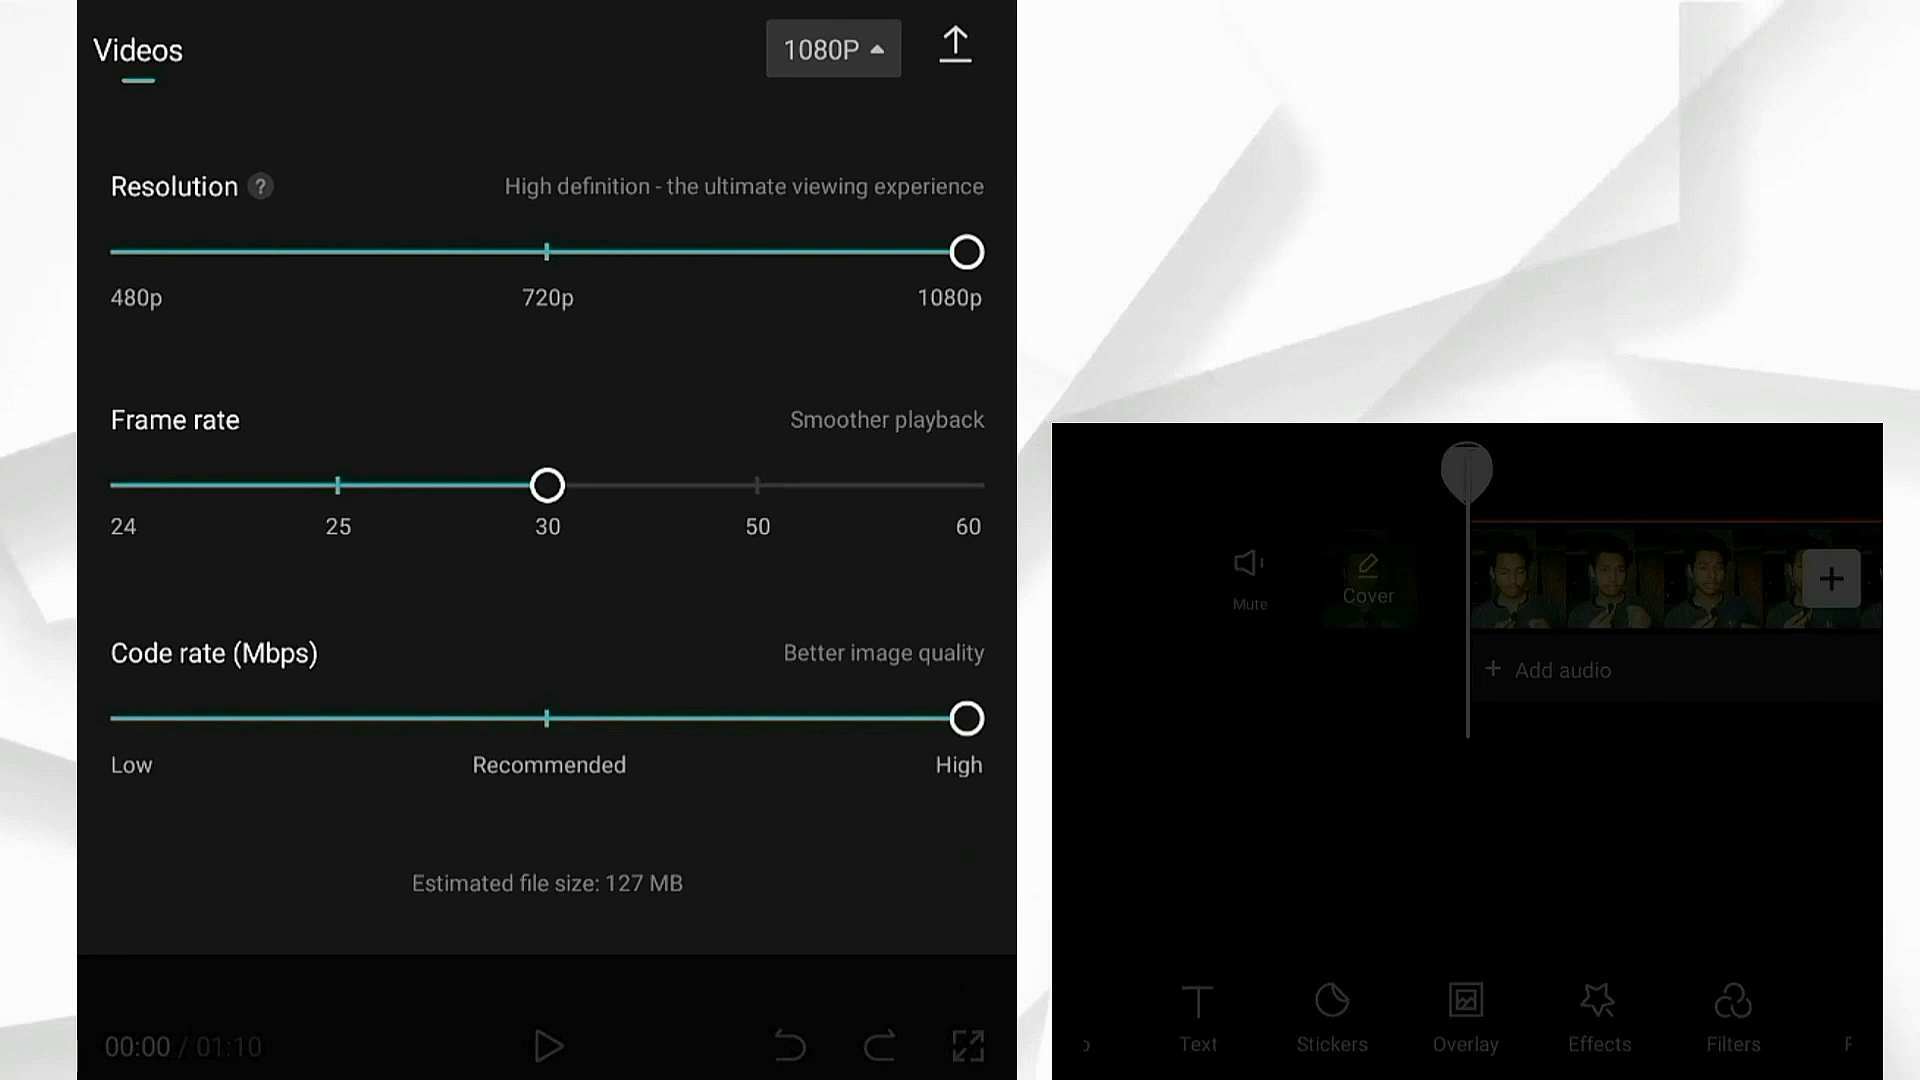 Videos
1080P
Resolution ?
High definition - the ultimate viewing experience
480p 720p 1080p
Frame rate
Smoother playback
24 25 30 50 60
Code rate (Mbps)
Better image quality
Low Recommended High
Estimated file size: 127 MB
00:00 / 01:10
Mute
Cover
+ Add audio
Text Stickers Overlay Effects Filters